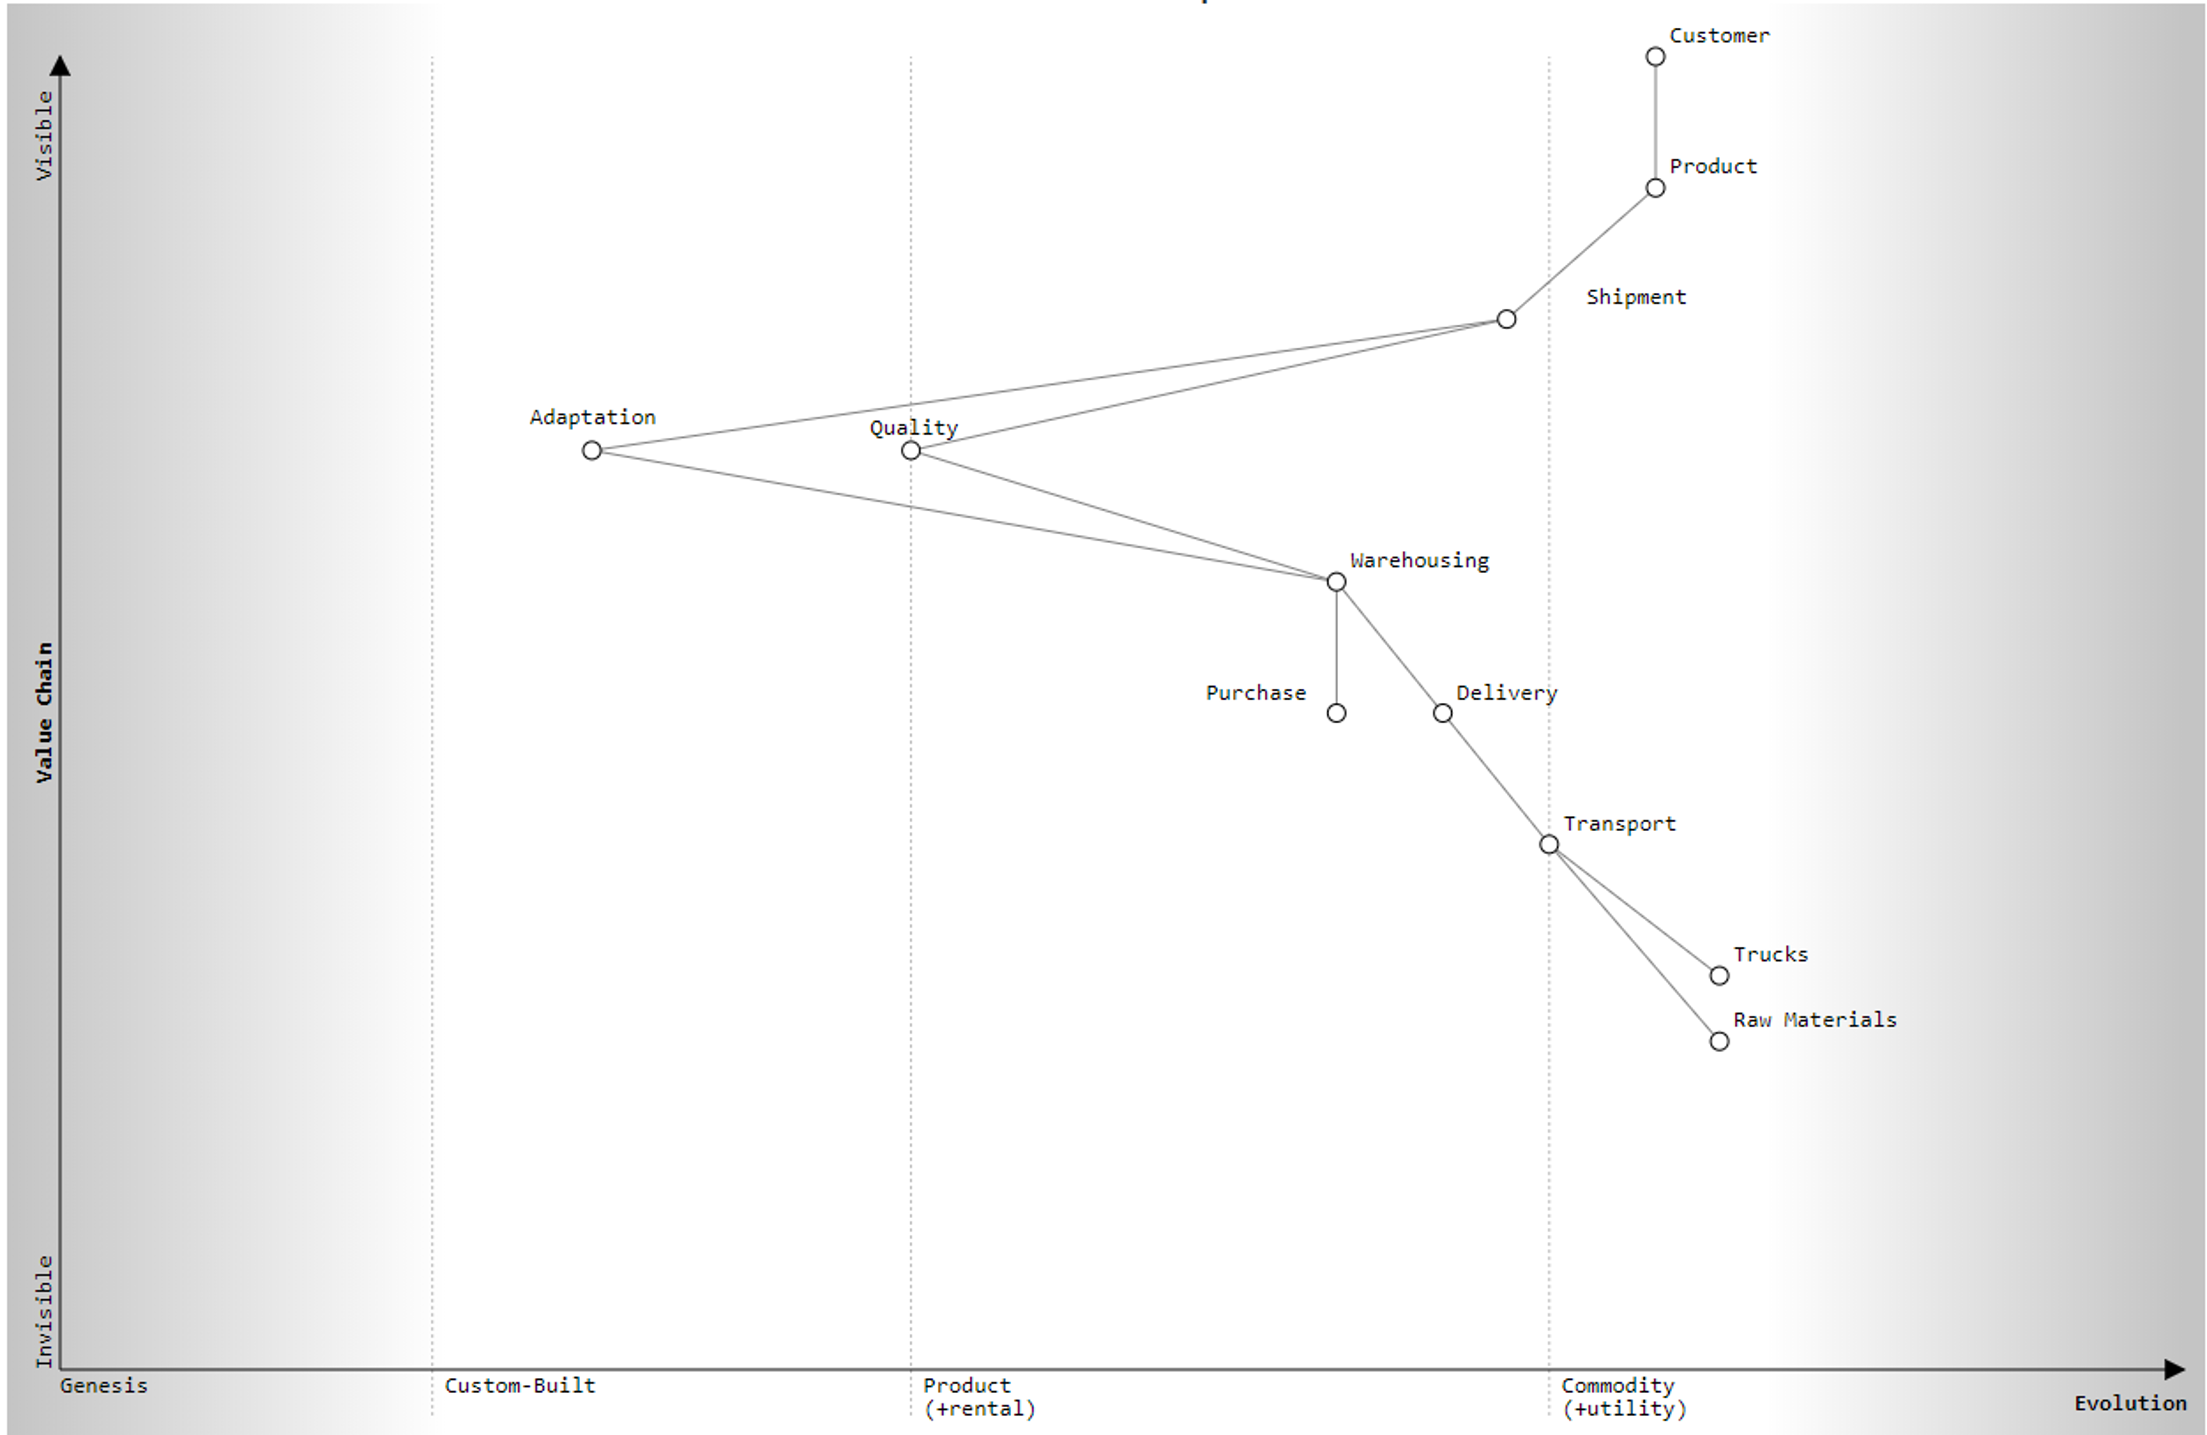 Customer
Visible
Product
Shipment
Adaptation
Quality
Warehousing
Value Chain
Purchase
Delivery
Transport
Trucks
Raw Materials
Invisible
Genesis
Custom-Built
Product
(+rental)
Commodity
(+utility)
Evolution